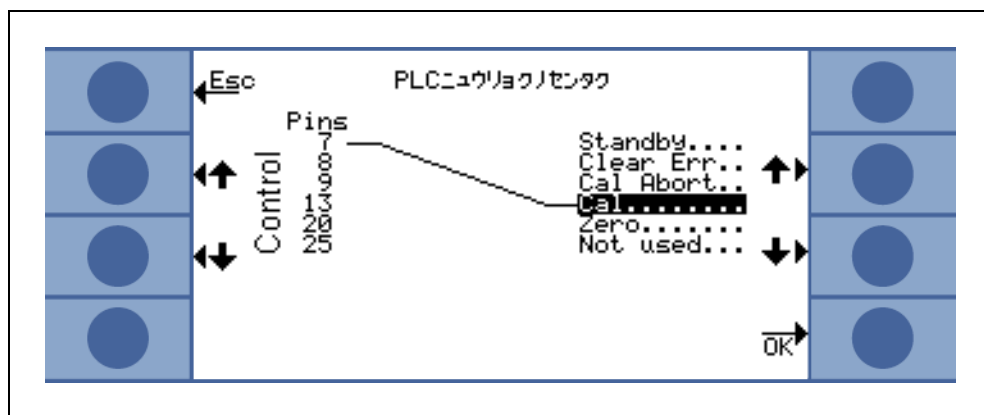 Esc
PLCニュウリョクノセンタク
Pins
7
8
9
13
20
25
Control
Standby....
Clear Err..
Cal Abort..
Cal.........
Zero.......
Not used...
OK